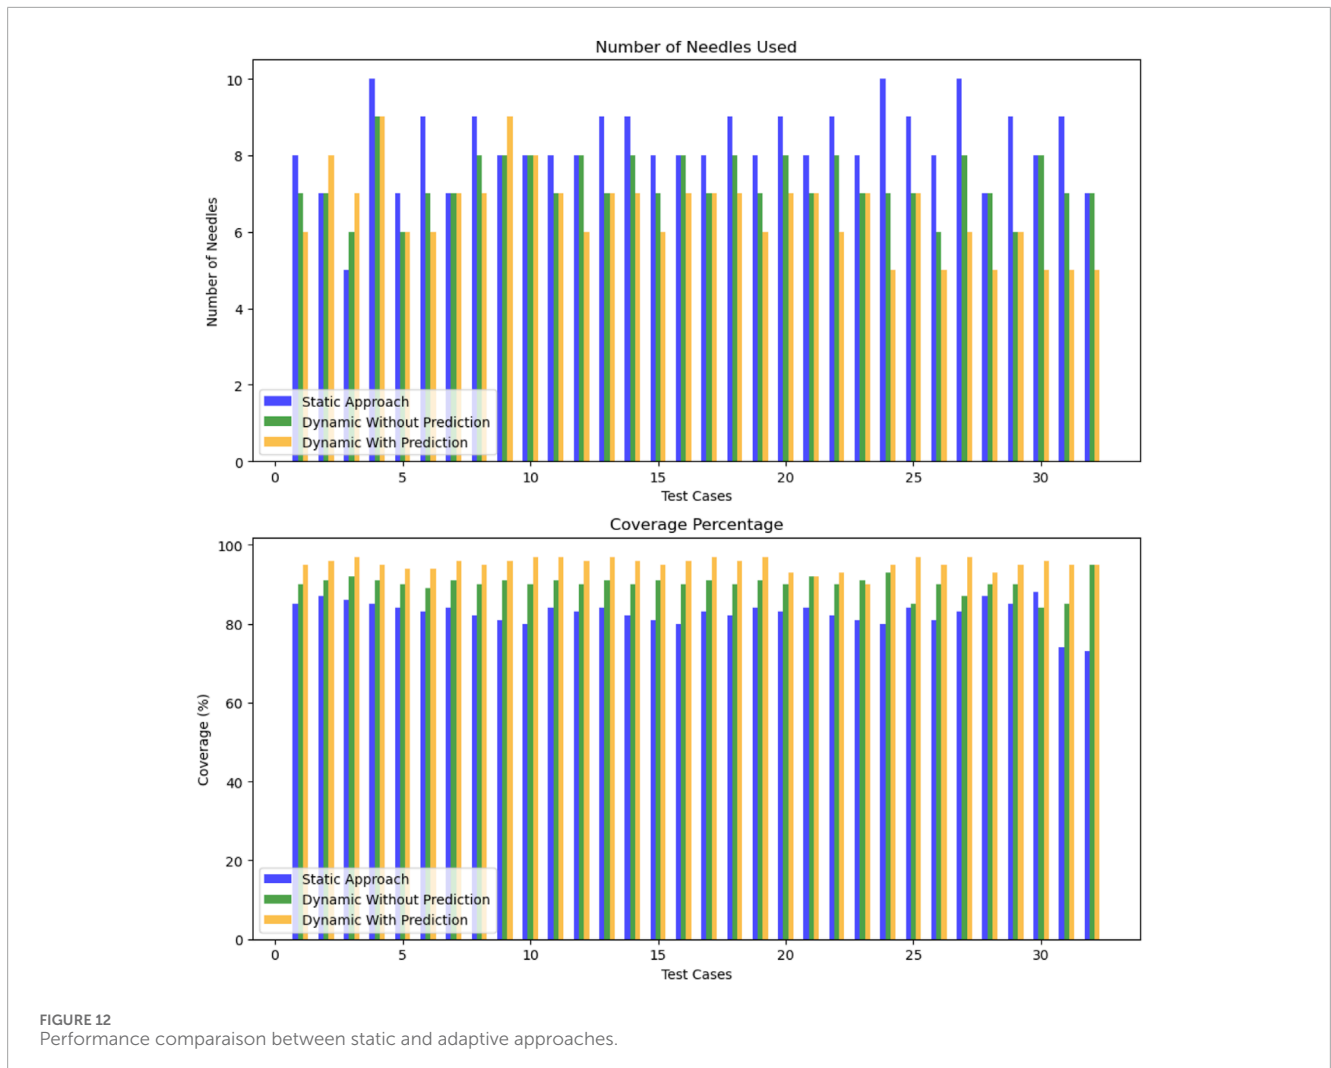 Number of Needles Used
10
8
6
4
2
0
Number of Needles
Static Approach
Dynamic Without Prediction
Dynamic With Prediction
0 5 10 15 20 25 30
Test Cases
Coverage Percentage
100
80
60
40
20
0
Coverage (%)
Static Approach
Dynamic Without Prediction
Dynamic With Prediction
0 5 10 15 20 25 30
Test Cases
FIGURE 12
Performance comparaison between static and adaptive approaches.